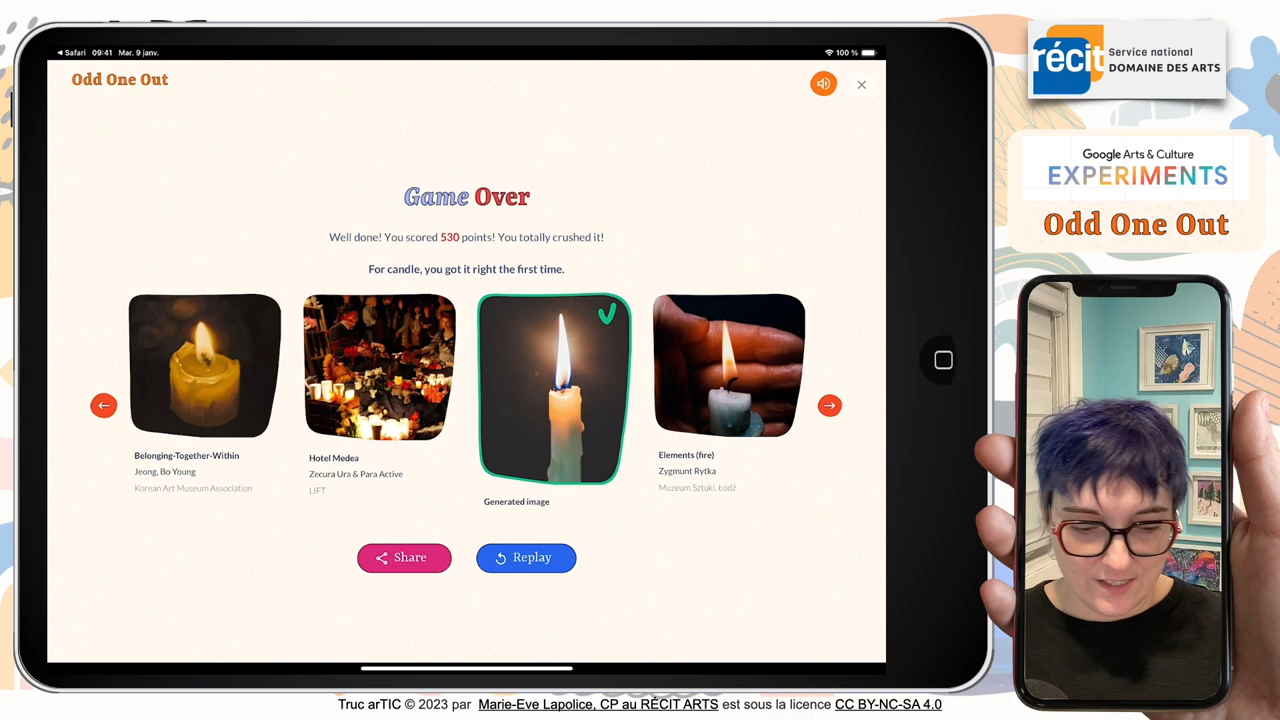 Safari 09:41 Mar. 9 janv.
100 %
Odd One Out
Game Over
Well done! You scored 530 points! You totally crushed it!
For candle, you got it right the first time.
Belonging-Together-Within
Jeong, Bo Young
Korean Art Museum Association
Hotel Medea
Zecura Ura & Para Active
LIFT
Generated image
Elements (fire)
Zygmunt Rytka
Muzeum Sztuki, Łódź
Share
Replay
récit
Service national
DOMAINE DES ARTS
Google Arts & Culture
EXPERIMENTS
Odd One Out
Truc arTIC © 2023 par Marie-Eve Lapolice, CP au RÉCIT ARTS est sous la licence CC BY-NC-SA 4.0